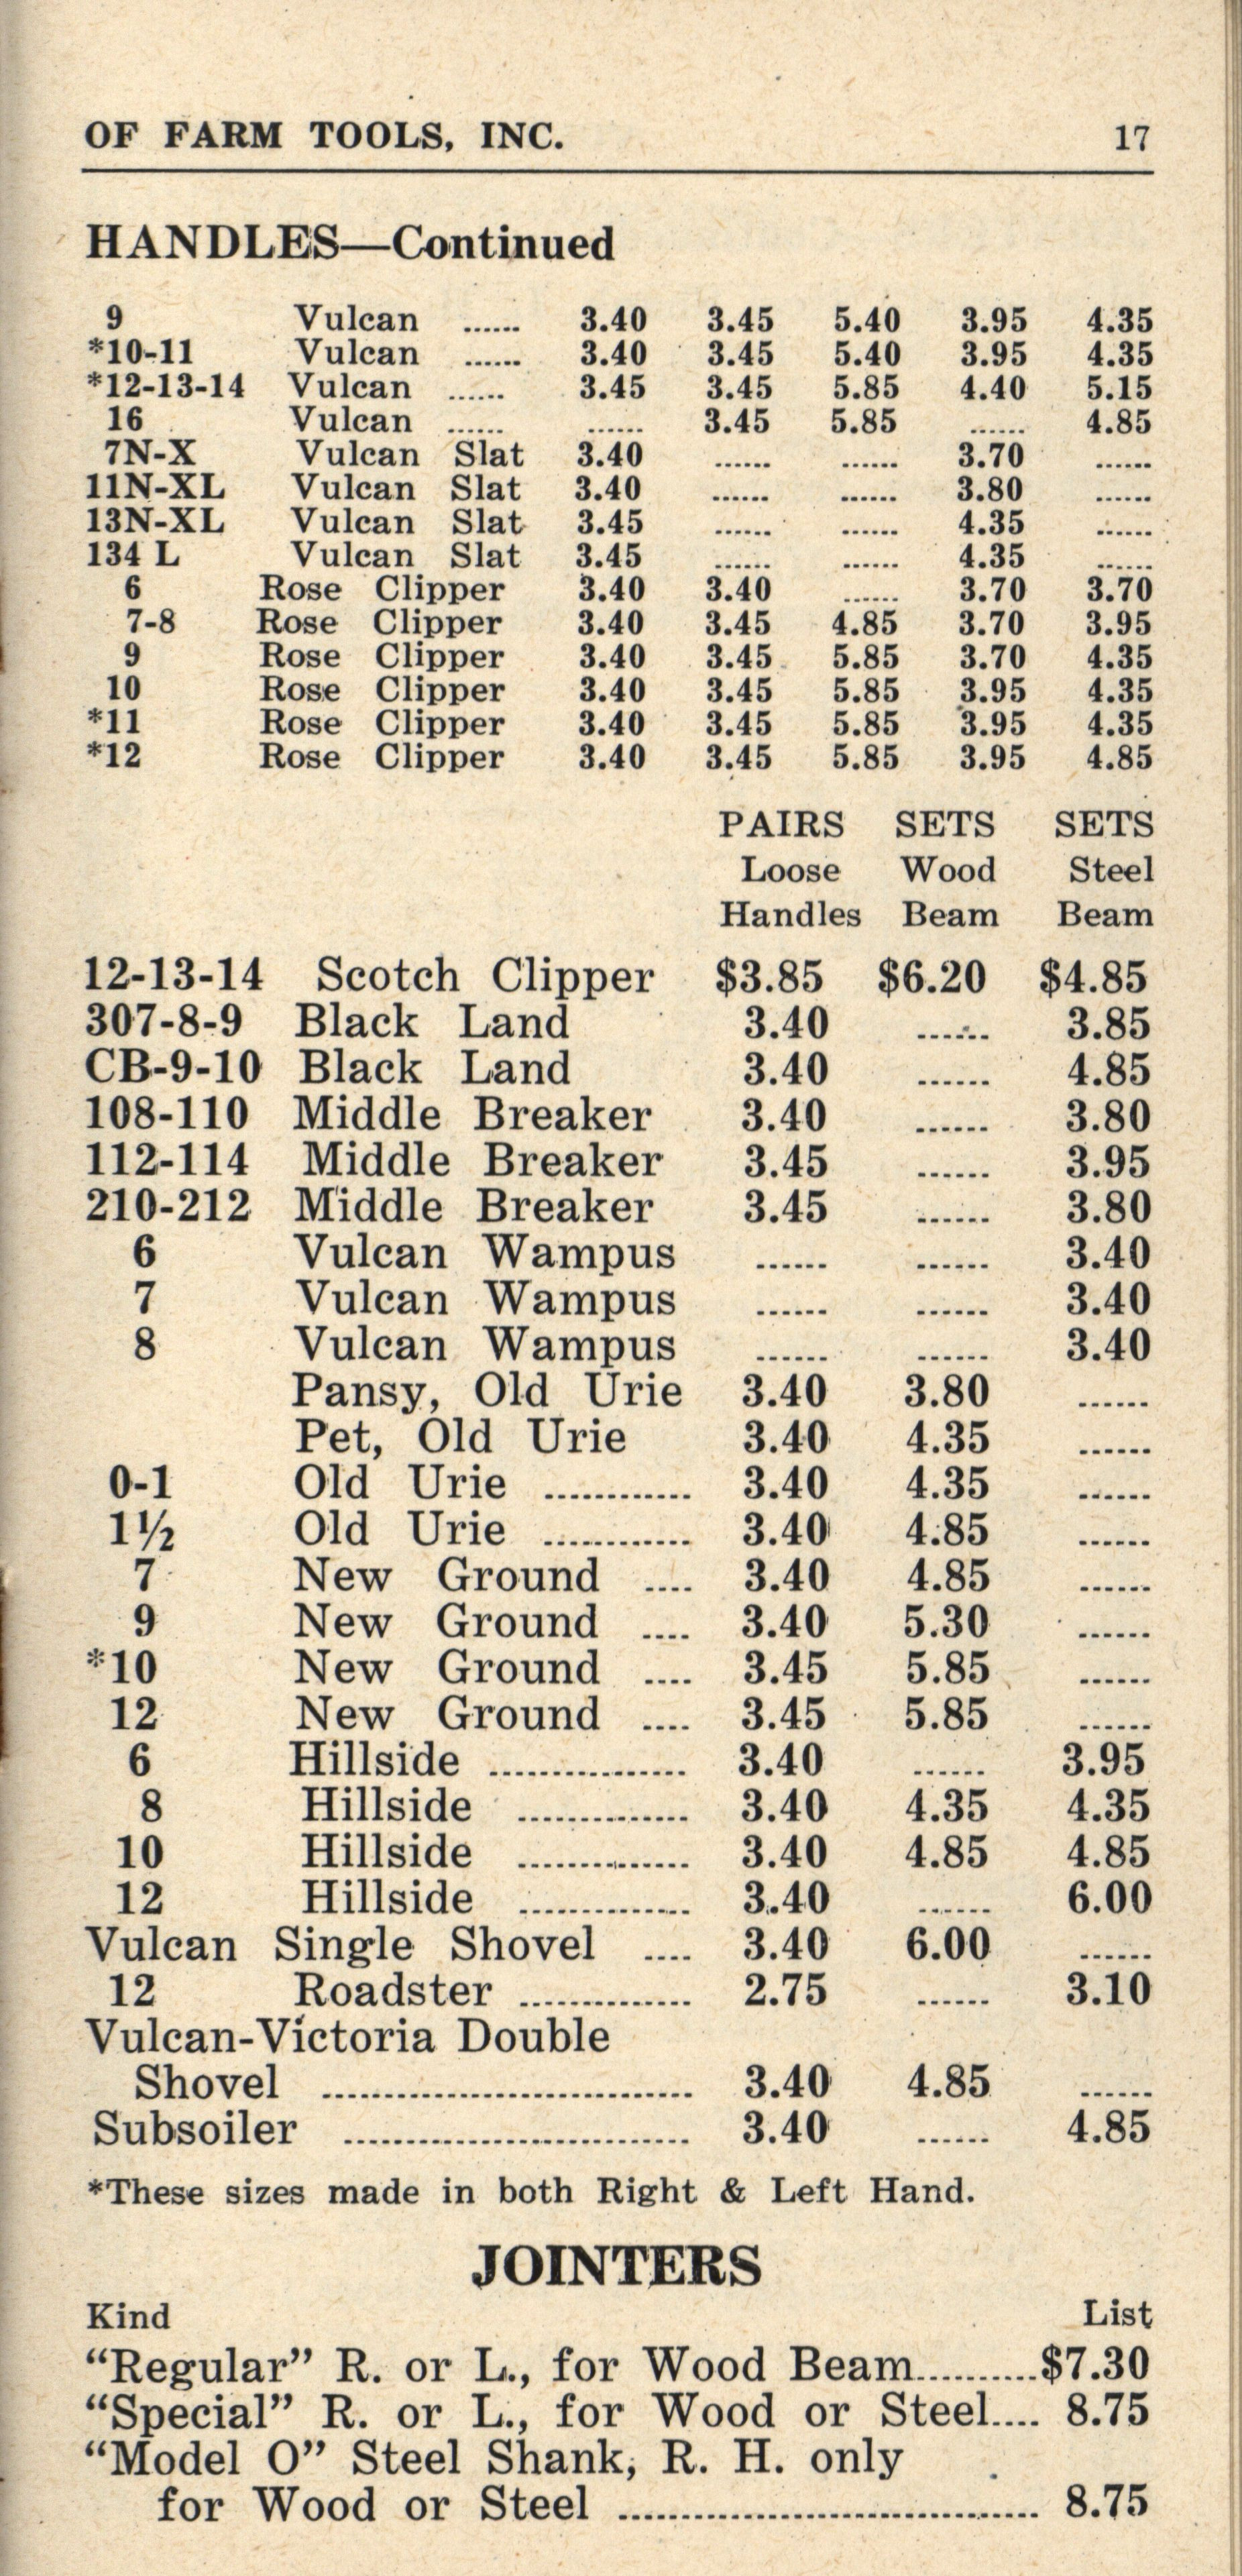 OF FARM TOOLS, INC. 17
HANDLES—Continued
9 Vulcan ...... 3.40 3.45 5.40 3.95 4.35
*10-11 Vulcan ...... 3.40 3.45 5.40 3.95 4.35
*12-13-14 Vulcan ...... 3.45 3.45 5.85 4.40 5.15
16 Vulcan ...... ...... 3.45 5.85 ...... 4.85
7N-X Vulcan Slat 3.40 ...... ...... 3.70 ......
11N-XL Vulcan Slat 3.40 ...... ...... 3.80 ......
13N-XL Vulcan Slat 3.45 ...... ...... 4.35 ......
134 L Vulcan Slat 3.45 ...... ...... 4.35 ......
6 Rose Clipper 3.40 3.40 ...... 3.70 3.70
7-8 Rose Clipper 3.40 3.45 4.85 3.70 3.95
9 Rose Clipper 3.40 3.45 5.85 3.70 4.35
10 Rose Clipper 3.40 3.45 5.85 3.95 4.35
*11 Rose Clipper 3.40 3.45 5.85 3.95 4.35
*12 Rose Clipper 3.40 3.45 5.85 3.95 4.85
PAIRS SETS SETS
Loose Wood Steel
Handles Beam Beam
12-13-14 Scotch Clipper $3.85 $6.20 $4.85
307-8-9 Black Land 3.40 ...... 3.85
CB-9-10 Black Land 3.40 ...... 4.85
108-110 Middle Breaker 3.40 ...... 3.80
112-114 Middle Breaker 3.45 ...... 3.95
210-212 Middle Breaker 3.45 ...... 3.80
6 Vulcan Wampus ...... ...... 3.40
7 Vulcan Wampus ...... ...... 3.40
8 Vulcan Wampus ...... ...... 3.40
Pansy, Old Urie 3.40 3.80 ......
Pet, Old Urie 3.40 4.35 ......
0-1 Old Urie ............ 3.40 4.35 ......
1½ Old Urie ............ 3.40 4.85 ......
7 New Ground .... 3.40 4.85 ......
9 New Ground .... 3.40 5.30 ......
*10 New Ground .... 3.45 5.85 ......
12 New Ground .... 3.45 5.85 ......
6 Hillside ................ 3.40 ...... 3.95
8 Hillside .............. 3.40 4.35 4.35
10 Hillside .............. 3.40 4.85 4.85
12 Hillside .............. 3.40 ...... 6.00
Vulcan Single Shovel .... 3.40 6.00 ......
12 Roadster .............. 2.75 ...... 3.10
Vulcan-Victoria Double
Shovel .............................. 3.40 4.85 ......
Subsoiler ............................ 3.40 ...... 4.85
*These sizes made in both Right & Left Hand.
JOINTERS
Kind List
“Regular” R. or L., for Wood Beam..........$7.30
“Special” R. or L., for Wood or Steel.... 8.75
“Model O” Steel Shank, R. H. only
for Wood or Steel .................................. 8.75